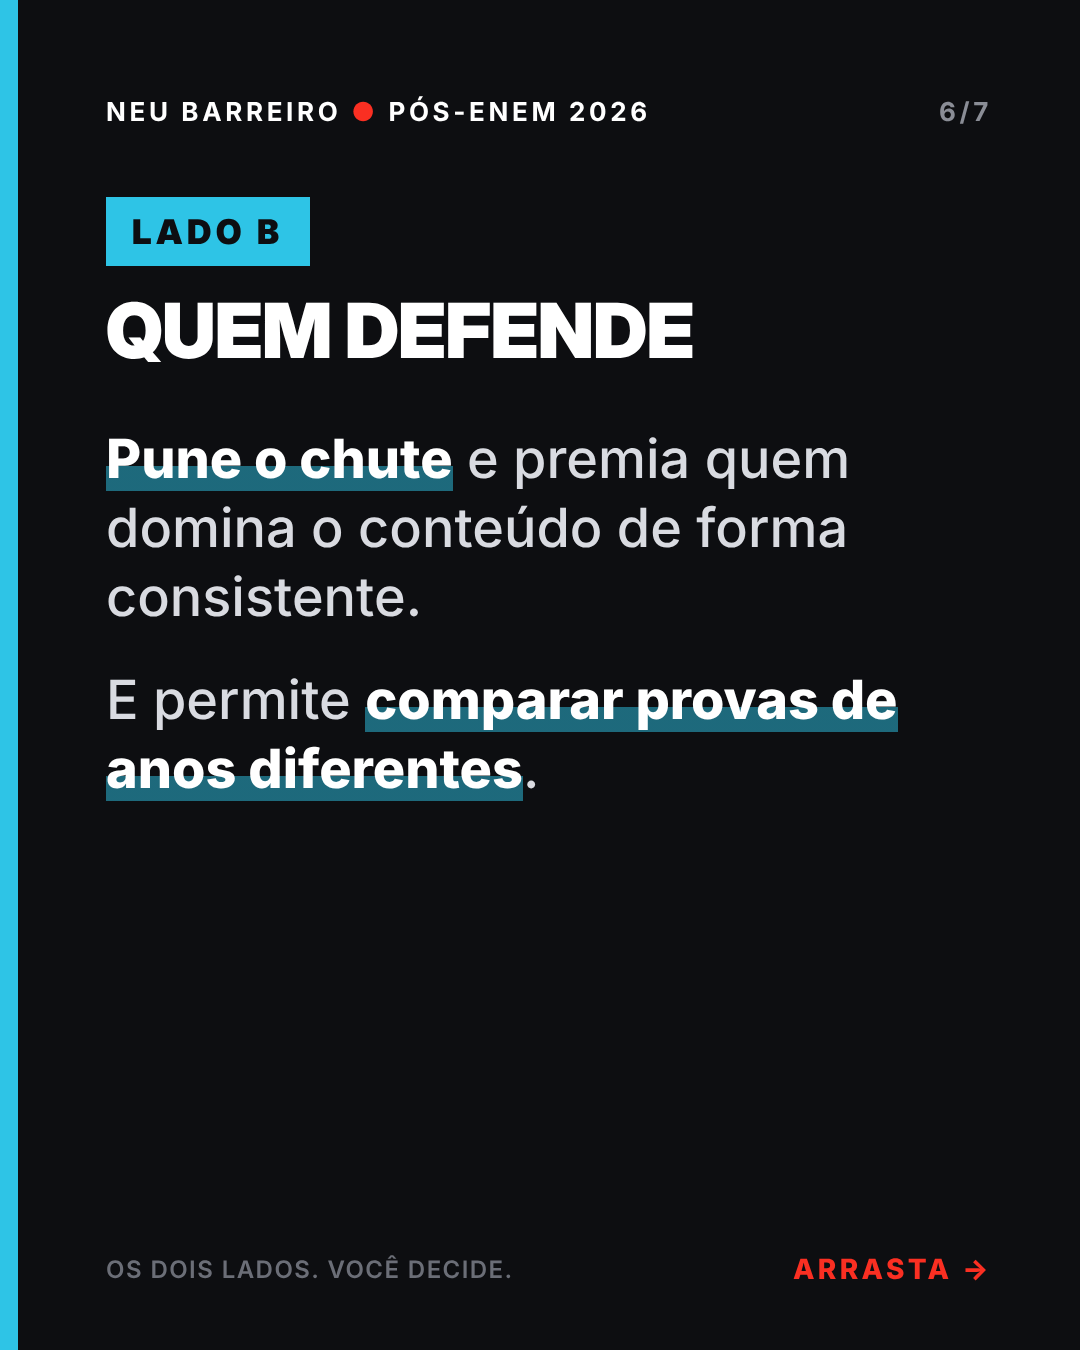 NEU BARREIRO ● PÓS-ENEM 2026
6/7
LADO B
QUEM DEFENDE
Pune o chute e premia quem
domina o conteúdo de forma
consistente.
E permite comparar provas de
anos diferentes.
OS DOIS LADOS. VOCÊ DECIDE.
ARRASTA →